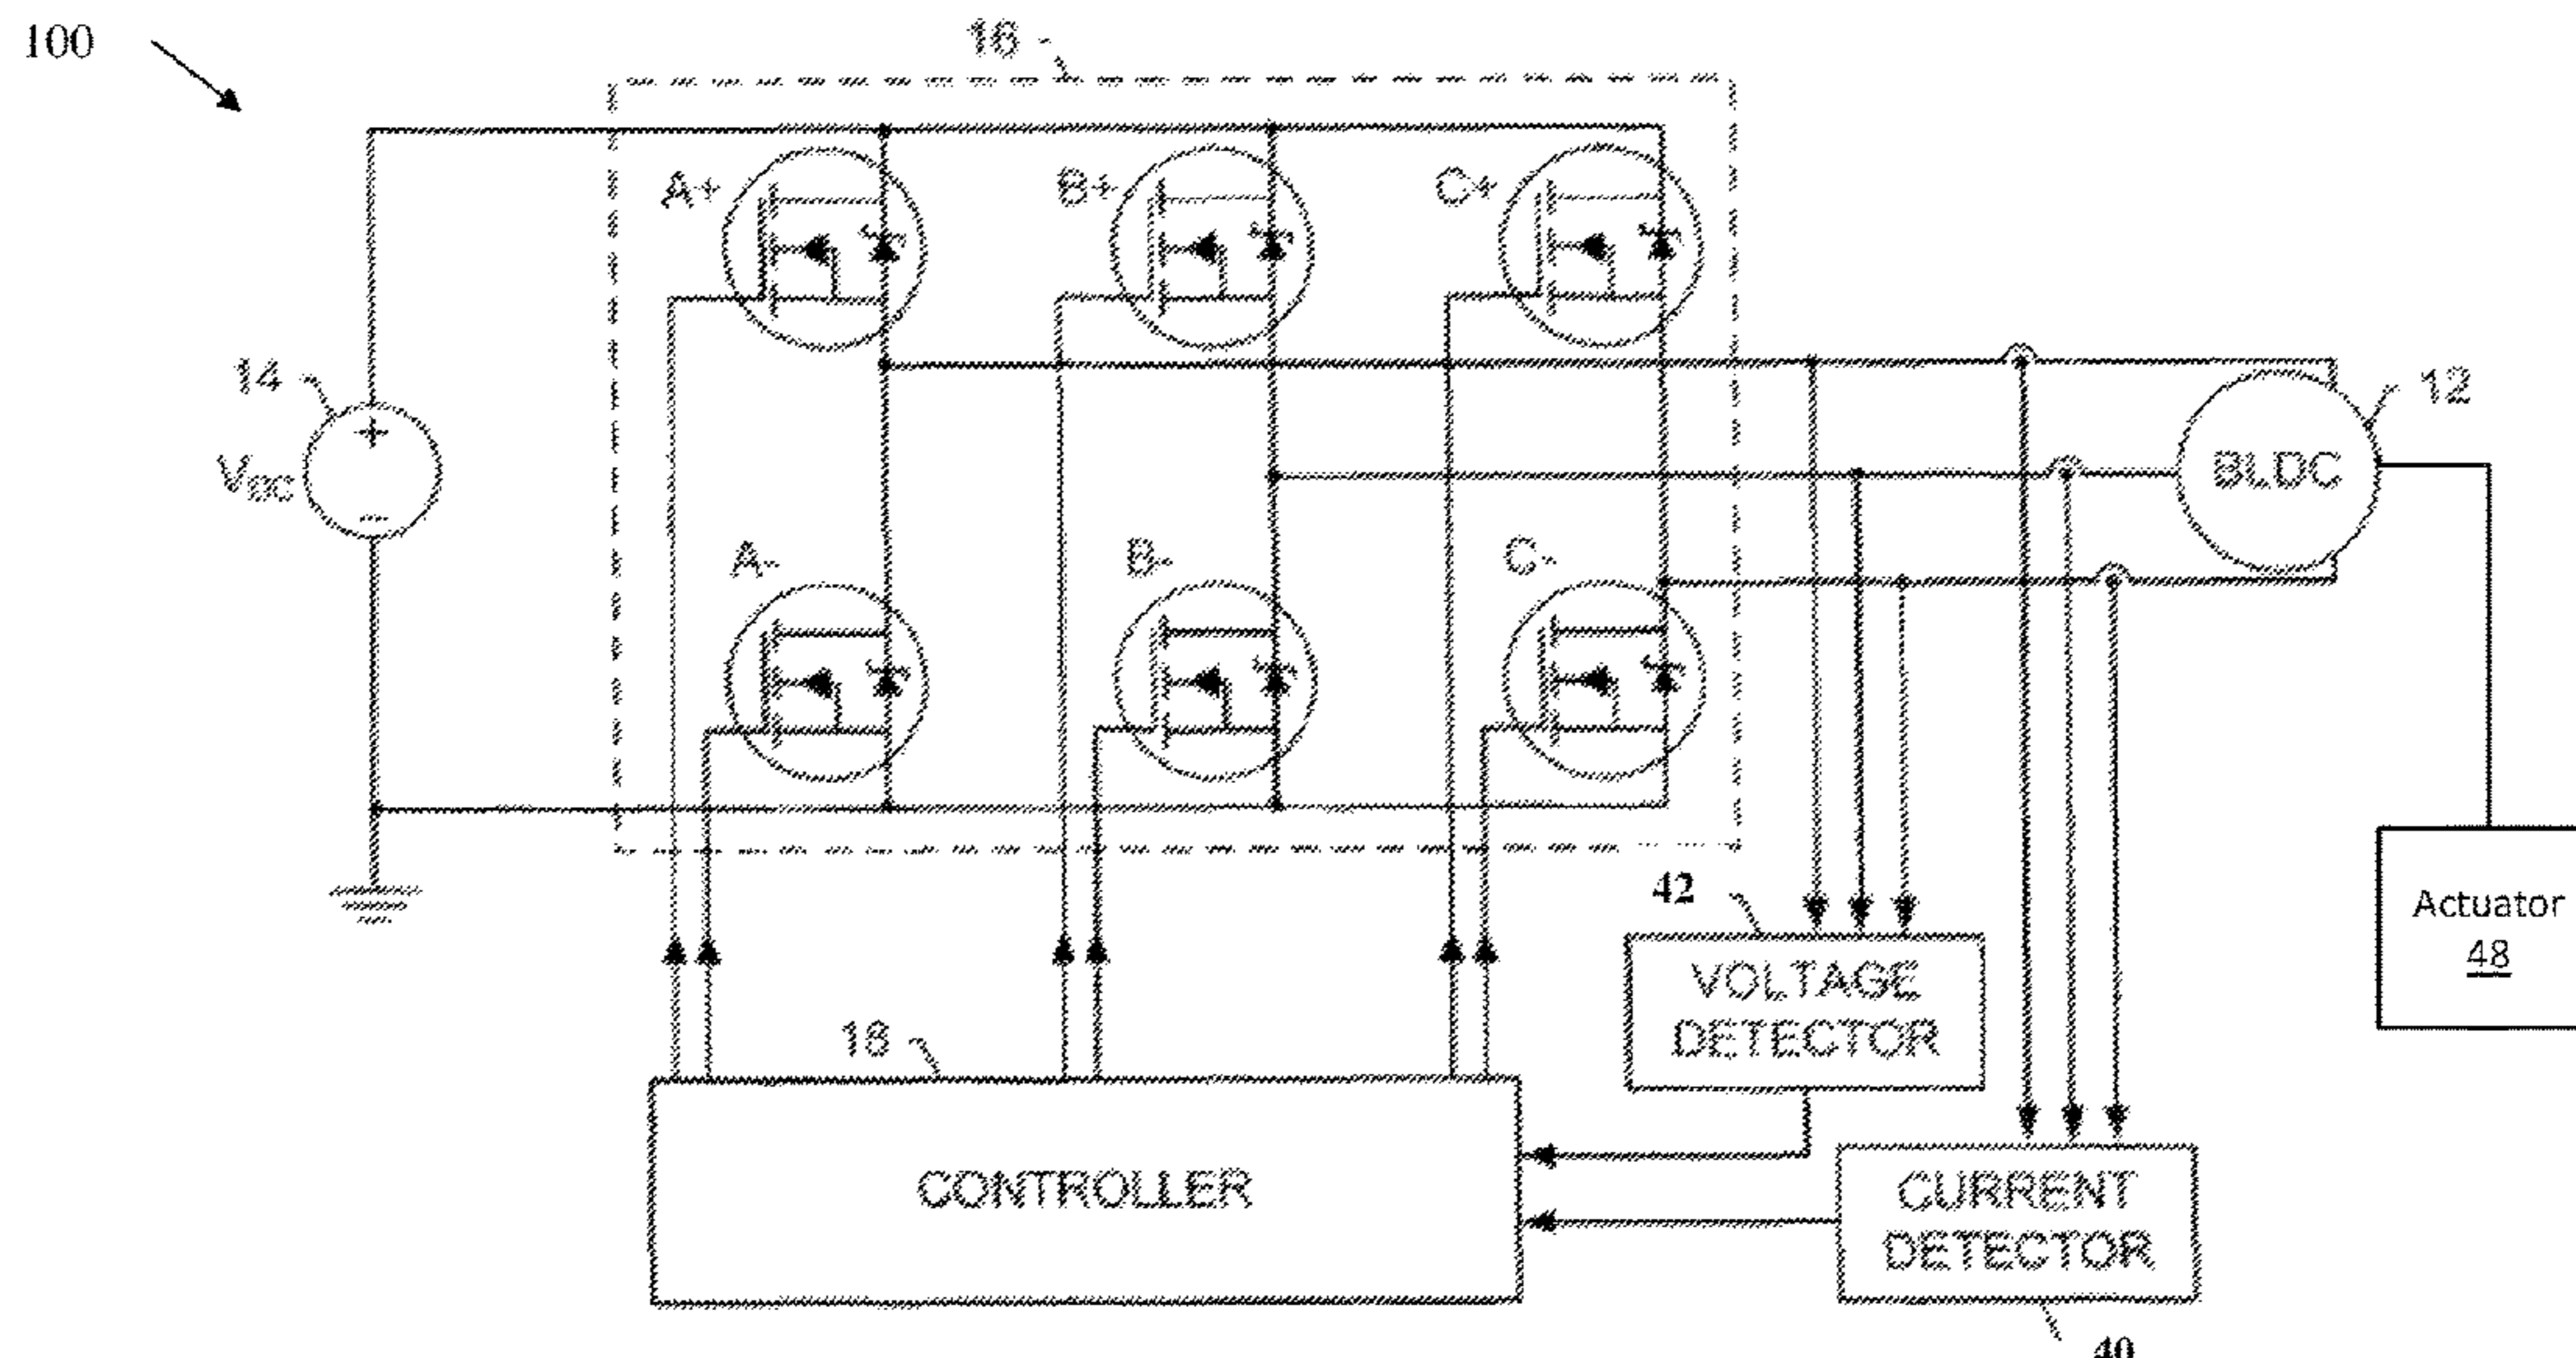 100
16
A+
B+
C+
14
+
VDC
-
12
BLDC
A-
B-
C-
42
VOLTAGE
DETECTOR
Actuator
48
18
CONTROLLER
CURRENT
DETECTOR
40